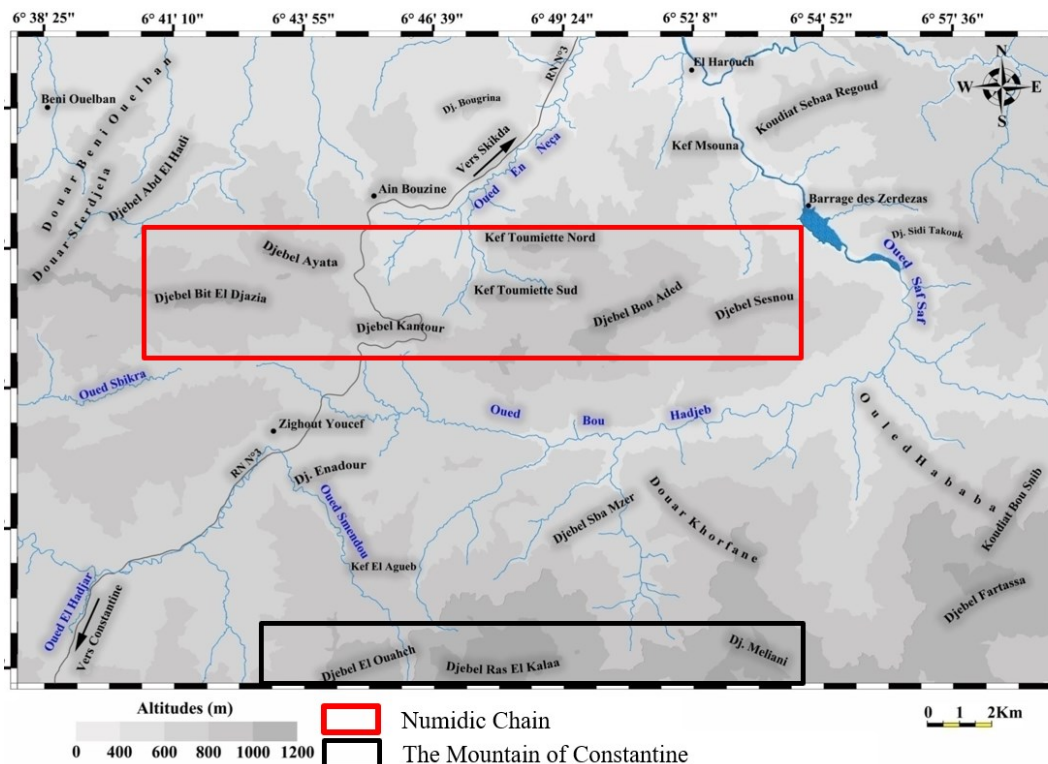 6° 38' 25" 6° 41' 10" 6° 43' 55" 6° 46' 39" 6° 49' 24" 6° 52' 8" 6° 54' 52" 6° 57' 36"
RN N°3
El Harouch
N
W E
S
Beni Ouelban
Dj. Bougrina
Koudiat Sebaa Regoud
Douar Beni Ouelban
Vers Skikda
Oued En Neça
Kef Msouna
Djebel Abd El Hadi
Douar Sferdjela
Ain Bouzine
Barrage des Zerdezas
Dj. Sidi Takouk
Kef Toumiette Nord
Djebel Ayata
Oued Saf Saf
Djebel Bit El Djazia
Kef Toumiette Sud
Djebel Bou Aded
Djebel Sesnou
Djebel Kantour
Oued Sbikra
Oued Bou Hadjeb
Zighout Youcef
Ouled Hababa
RN N°3
Dj. Enadour
Oued Smendou
Djebel Sba Mzer
Douar Khorfane
Koudiat Bou Snib
Kef El Agueb
Oued El Hadjar
Vers Constantine
Djebel Fartassa
Djebel El Ouahch
Djebel Ras El Kalaa
Dj. Meliani
Altitudes (m)
0 400 600 800 1000 1200
Numidic Chain
The Mountain of Constantine
0 1 2Km